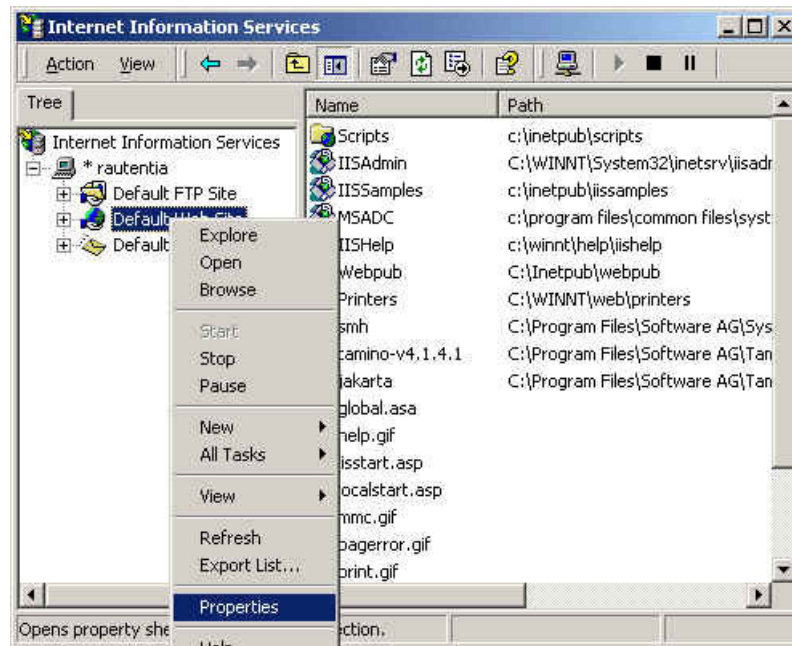 Internet Information Services
Action View
Tree
Name Path
Internet Information Services
* rautentia
Default FTP Site
Default Web Site
Default
Scripts c:\inetpub\scripts
IISAdmin C:\WINNT\System32\inetsrv\iisadr
IISSamples c:\inetpub\iissamples
MSADC c:\program files\common files\syst
IISHelp c:\winnt\help\iishelp
Webpub C:\Inetpub\webpub
Printers C:\WINNT\web\printers
smh C:\Program Files\Software AG\Sys
tamino-v4.1.4.1 C:\Program Files\Software AG\Tan
jakarta C:\Program Files\Software AG\Tan
global.asa
help.gif
iisstart.asp
localstart.asp
mmc.gif
pagerror.gif
print.gif
Explore
Open
Browse
Start
Stop
Pause
New
All Tasks
View
Refresh
Export List...
Properties
Help
Opens property she
ction.